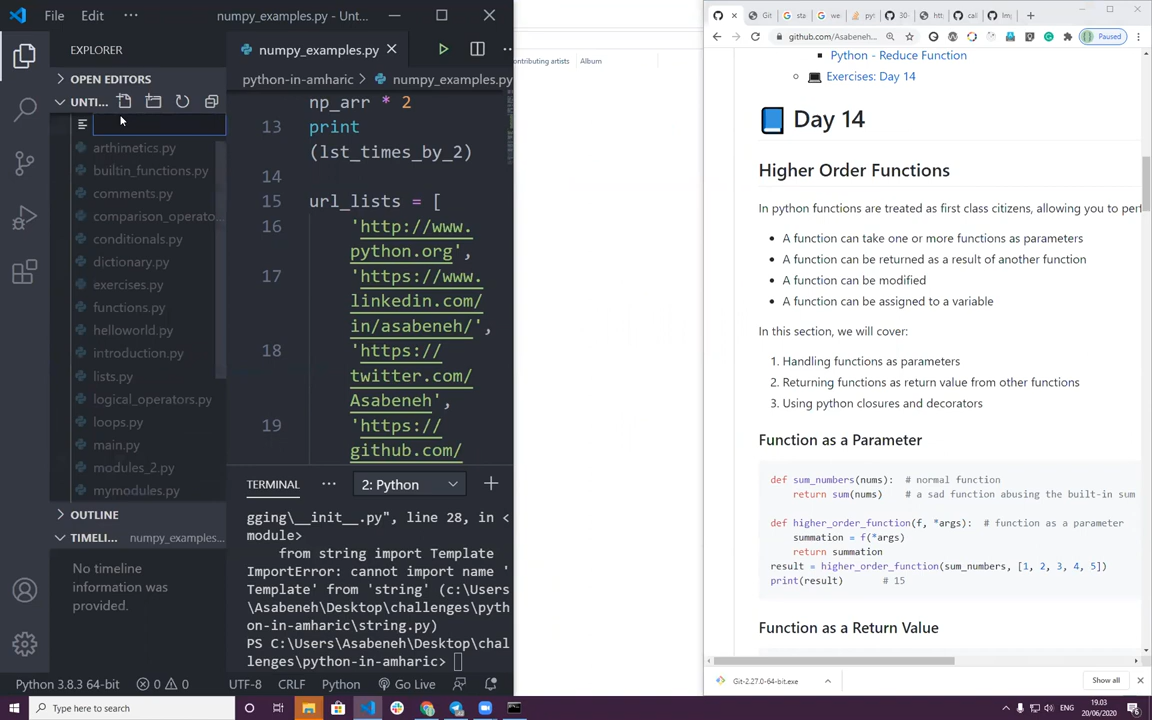 File Edit ··· numpy_examples.py - Unt...
EXPLORER
OPEN EDITORS
UNTI...
arthimetics.py
builtin_functions.py
comments.py
comparison_operato...
conditionals.py
dictionary.py
exercises.py
functions.py
helloworld.py
introduction.py
lists.py
logical_operators.py
loops.py
main.py
modules_2.py
mymodules.py
OUTLINE
TIMELI... numpy_examples...
No timeline
information was
provided.
numpy_examples.py
python-in-amharic > numpy_examples.py
np_arr * 2
13 print
(lst_times_by_2)
14
15 url_lists = [
16 'http://www.
python.org',
17 'https://www.
linkedin.com/
in/asabeneh/',
18 'https://
twitter.com/
Asabeneh',
19 'https://
github.com/
TERMINAL ··· 2: Python
gging\__init__.py", line 28, in <
module>
from string import Template
ImportError: cannot import name '
Template' from 'string' (c:\Users
\Asabeneh\Desktop\challenges\pyth
on-in-amharic\string.py)
PS C:\Users\Asabeneh\Desktop\chal
lenges\python-in-amharic>
Python 3.8.3 64-bit 0 0 UTF-8 CRLF Python Go Live
ontributing artists Album
Git sta we pyt 30- htt cal Imp
github.com/Asabeneh... Paused
Python - Reduce Function
Exercises: Day 14
Day 14
Higher Order Functions
In python functions are treated as first class citizens, allowing you to perf
A function can take one or more functions as parameters
A function can be returned as a result of another function
A function can be modified
A function can be assigned to a variable
In this section, we will cover:
1. Handling functions as parameters
2. Returning functions as return value from other functions
3. Using python closures and decorators
Function as a Parameter
def sum_numbers(nums): # normal function
return sum(nums) # a sad function abusing the built-in sum
def higher_order_function(f, *args): # function as a parameter
summation = f(*args)
return summation
result = higher_order_function(sum_numbers, [1, 2, 3, 4, 5])
print(result) # 15
Function as a Return Value
Git-2.27.0-64-bit.exe Show all
Type here to search ENG 19.03
20/06/2020